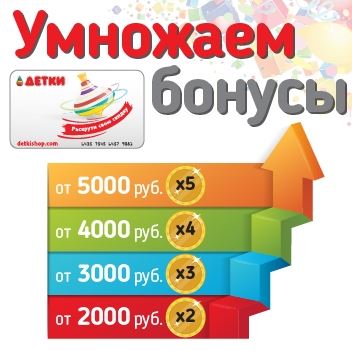 Умножаем
бонусы
ДЕТКИ
Раскрути свою скидку
detkishop.com
от 5000 руб. x5
от 4000 руб. x4
от 3000 руб. x3
от 2000 руб. x2